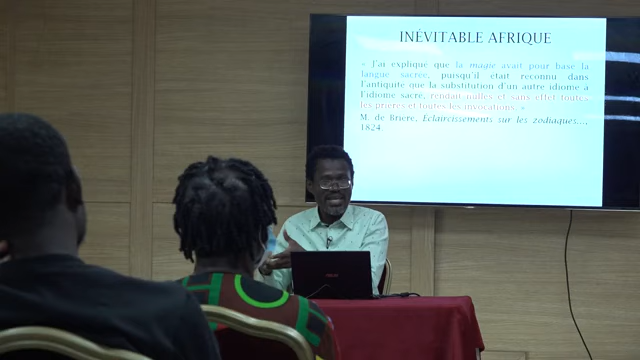 INÉVITABLE AFRIQUE
« J'ai expliqué que la magie avait pour base la
langue sacrée, puisqu'il était reconnu dans
l'antiquité que la substitution d'un autre idiome à
l'idiome sacré, rendait nulles et sans effet toutes
les prières et toutes les invocations. »
M. de Brière, Eclaircissements sur les zodiaques...,
1824.
ASUS